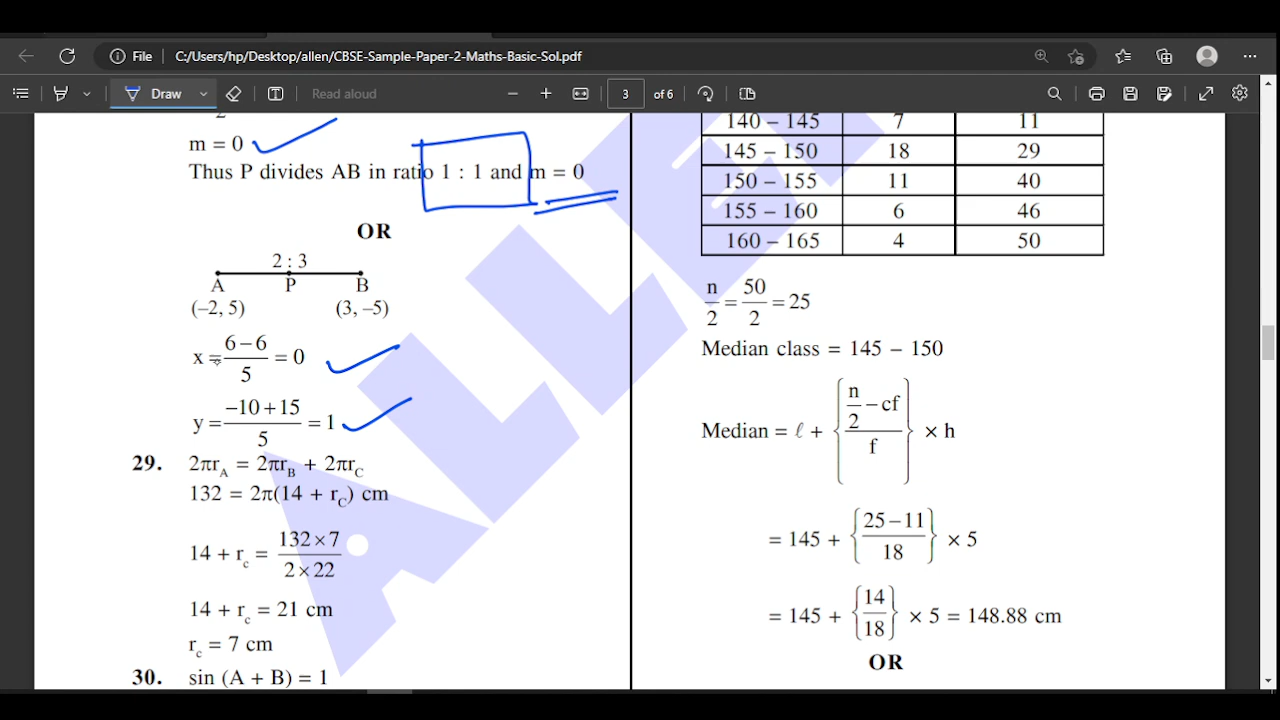 File C:/Users/hp/Desktop/allen/CBSE-Sample-Paper-2-Maths-Basic-Sol.pdf
Draw Read aloud 3 of 6
2
m = 0
Thus P divides AB in ratio 1 : 1 and m = 0
OR
2 : 3
A P B
(–2, 5) (3, –5)
x = (6 – 6)/5 = 0
y = (–10 + 15)/5 = 1
29. 2πr_A = 2πr_B + 2πr_C
132 = 2π(14 + r_C) cm
14 + r_c = (132 × 7)/(2 × 22)
14 + r_c = 21 cm
r_c = 7 cm
30. sin (A + B) = 1
140 – 145 7 11
145 – 150 18 29
150 – 155 11 40
155 – 160 6 46
160 – 165 4 50
n/2 = 50/2 = 25
Median class = 145 – 150
Median = ℓ + {(n/2 – cf)/f} × h
= 145 + {(25 – 11)/18} × 5
= 145 + {14/18} × 5 = 148.88 cm
OR
ALLEN